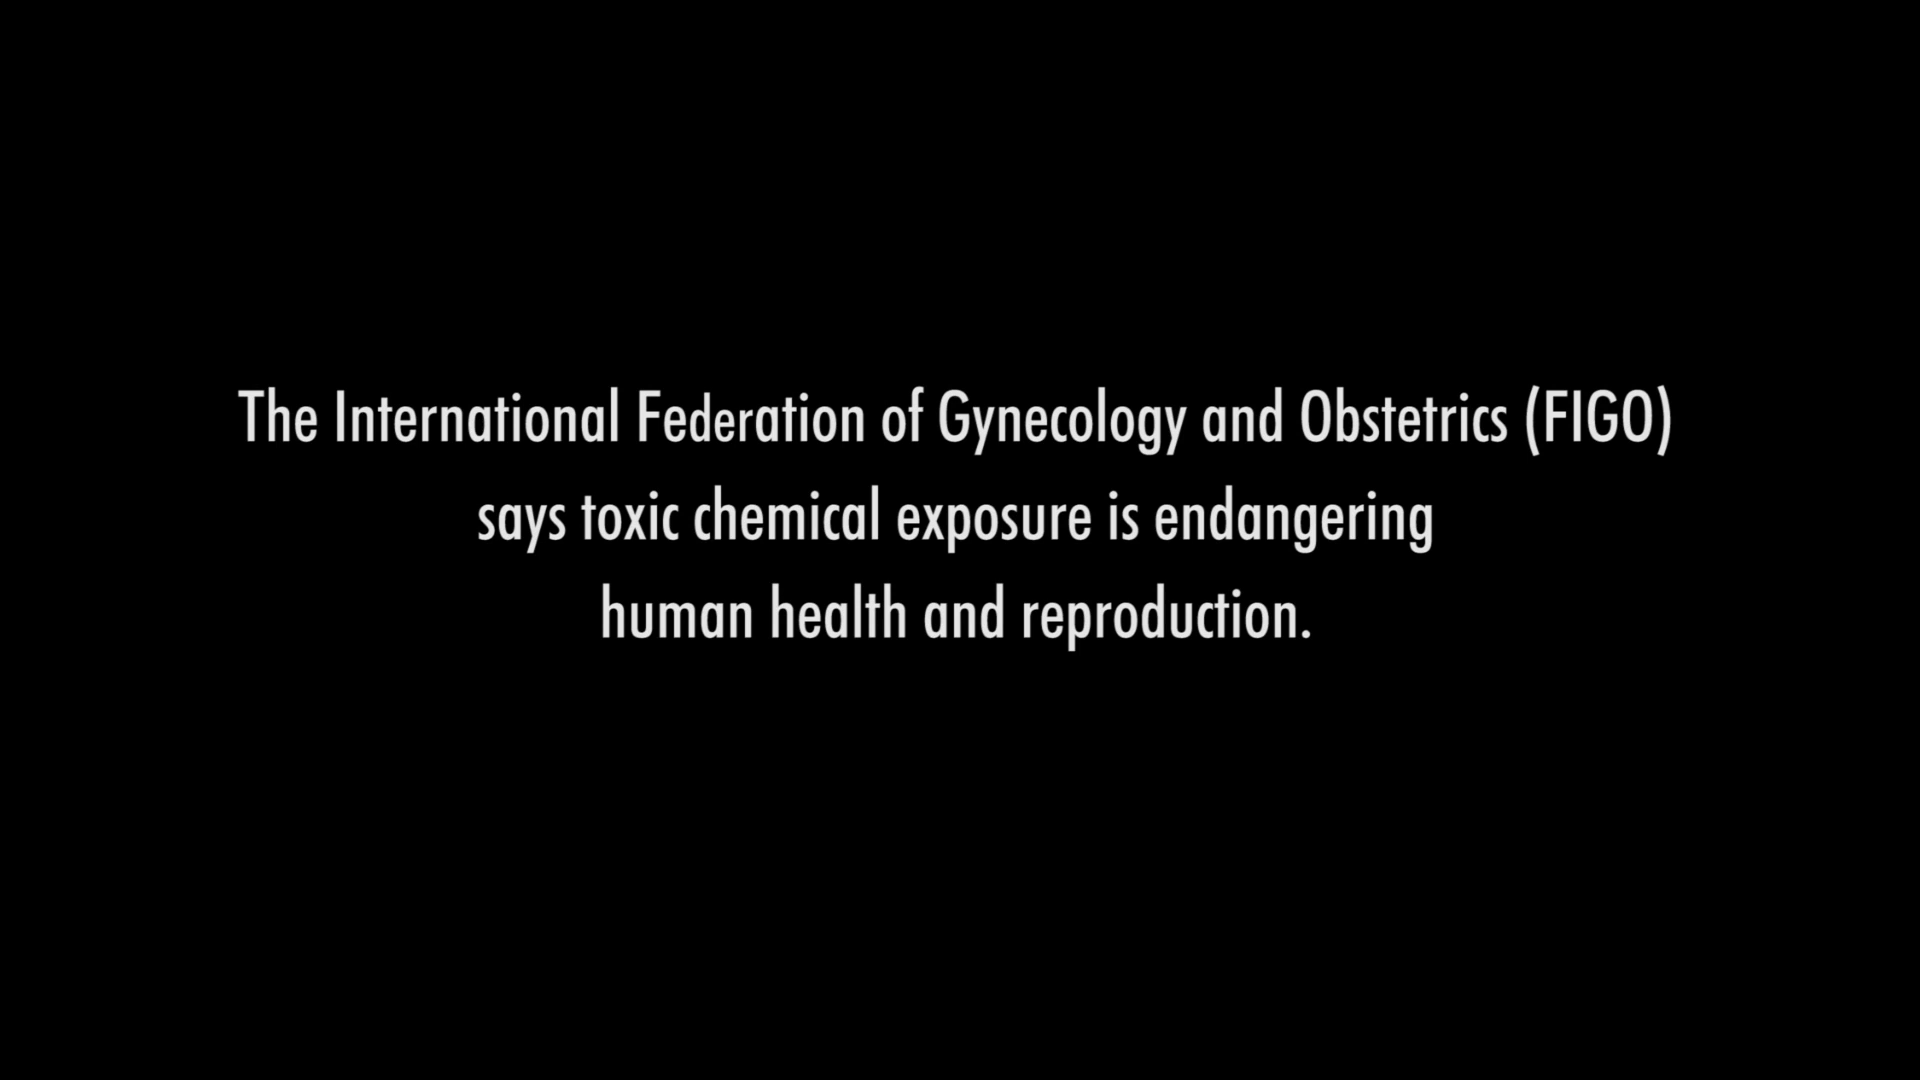 The International Federation of Gynecology and Obstetrics (FIGO)
says toxic chemical exposure is endangering
human health and reproduction.